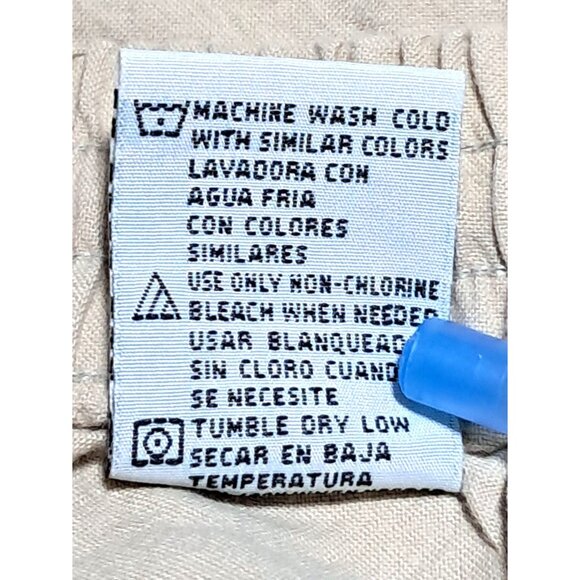 MACHINE WASH COLD
WITH SIMILAR COLORS
LAVADORA CON
AGUA FRIA
CON COLORES
SIMILARES
USE ONLY NON-CHLORINE
BLEACH WHEN NEEDED
USAR BLANQUEAD
SIN CLORO CUAND
SE NECESITE
TUMBLE DRY LOW
SECAR EN BAJA
TEMPERATURA